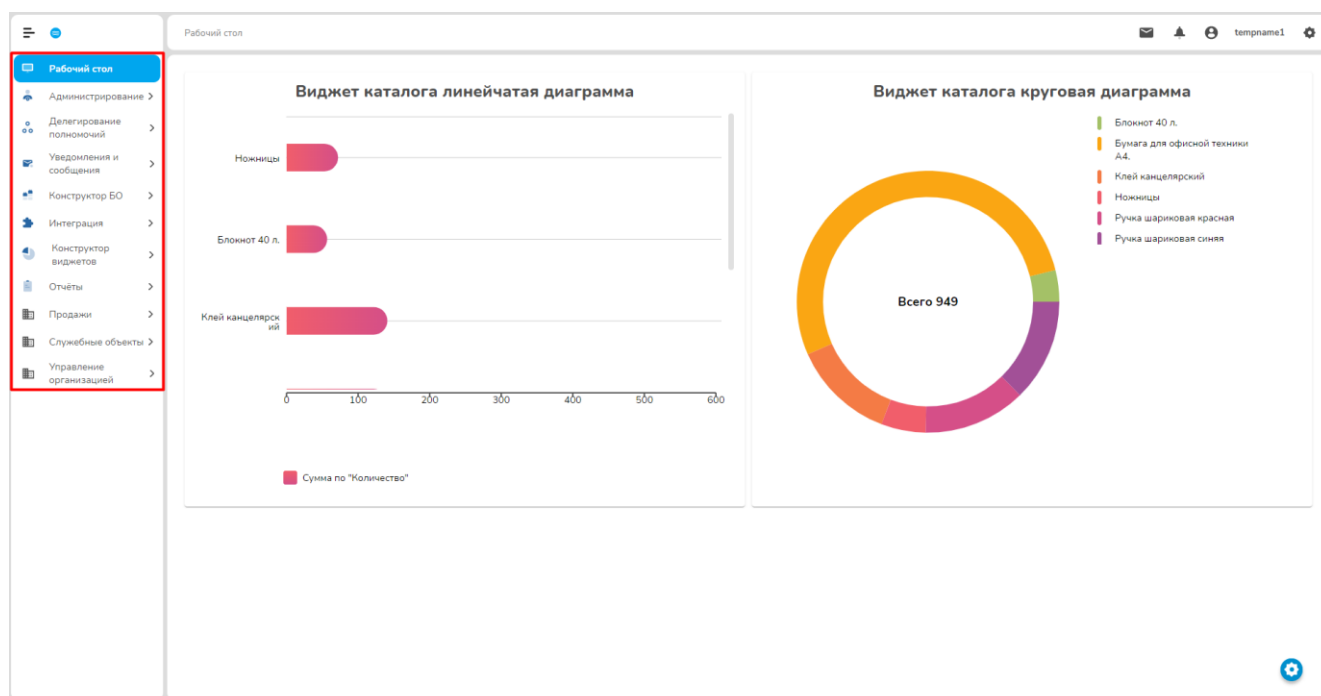 Рабочий стол
tempname1
Рабочий стол
Администрирование
Делегирование
полномочий
Уведомления и
сообщения
Конструктор БО
Интеграция
Конструктор
виджетов
Отчёты
Продажи
Служебные объекты
Управление
организацией
Виджет каталога линейчатая диаграмма
Ножницы
Блокнот 40 л.
Клей канцелярск
ий
0 100 200 300 400 500 600
Сумма по "Количество"
Виджет каталога круговая диаграмма
Блокнот 40 л.
Бумага для офисной техники
А4.
Клей канцелярский
Ножницы
Ручка шариковая красная
Ручка шариковая синяя
Всего 949